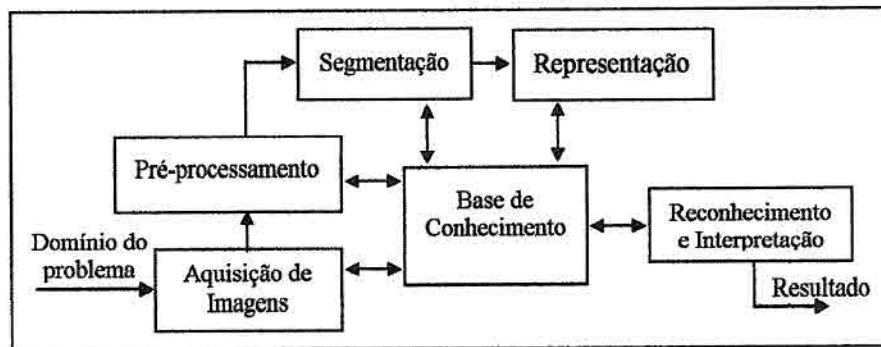 Segmentação
Representação
Pré-processamento
Base de
Conhecimento
Reconhecimento
e Interpretação
Domínio do
problema
Aquisição de
Imagens
Resultado